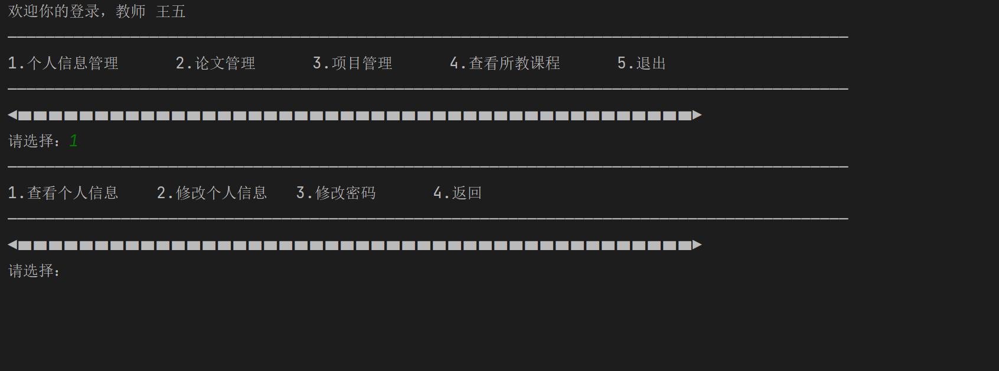 欢迎你的登录，教师 王五
1.个人信息管理 2.论文管理 3.项目管理 4.查看所教课程 5.退出
请选择：1
1.查看个人信息 2.修改个人信息 3.修改密码 4.返回
请选择：